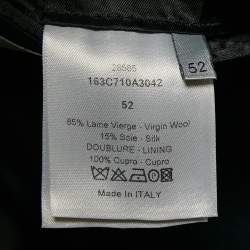 28585
163C710A3042
52
85% Laine Vierge - Virgin Wool
15% Soie - Silk
DOUBLURE - LINING
100% Cupro - Cupro
Made In ITALY
52